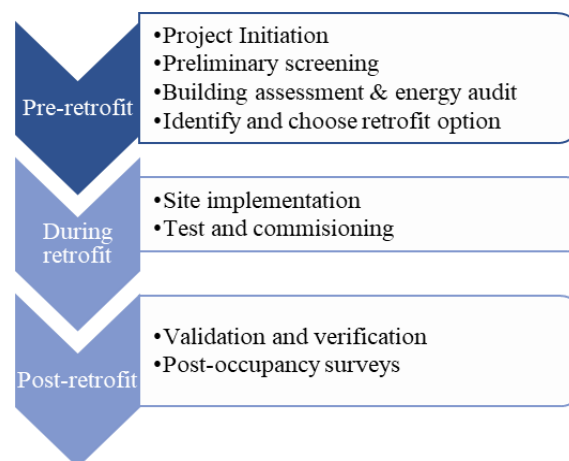 Pre-retrofit
•Project Initiation
•Preliminary screening
•Building assessment & energy audit
•Identify and choose retrofit option
During
retrofit
•Site implementation
•Test and commisioning
Post-retrofit
•Validation and verification
•Post-occupancy surveys